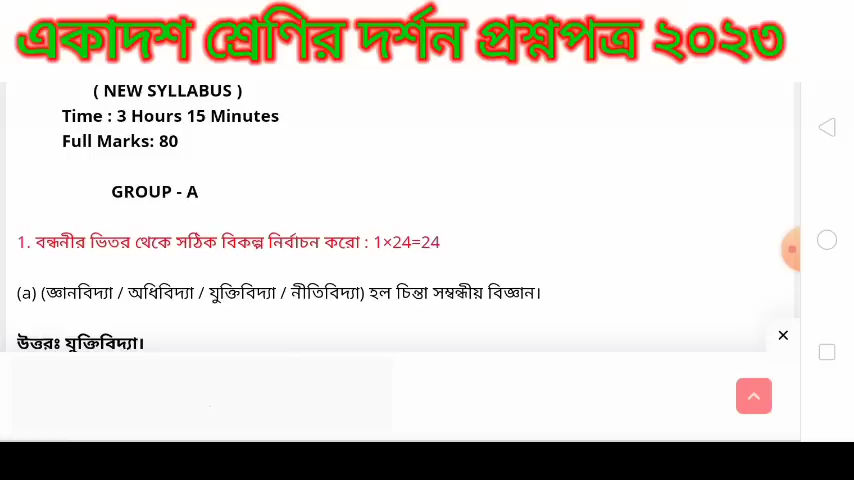 একাদশ শ্রেণির দর্শন প্রশ্নপত্র ২০২৩
( NEW SYLLABUS )
Time : 3 Hours 15 Minutes
Full Marks: 80
GROUP - A
1. বন্ধনীর ভিতর থেকে সঠিক বিকল্প নির্বাচন করো : 1×24=24
(a) (জ্ঞানবিদ্যা / অধিবিদ্যা / যুক্তিবিদ্যা / নীতিবিদ্যা) হল চিন্তা সম্বন্ধীয় বিজ্ঞান।
উত্তরঃ যুক্তিবিদ্যা।